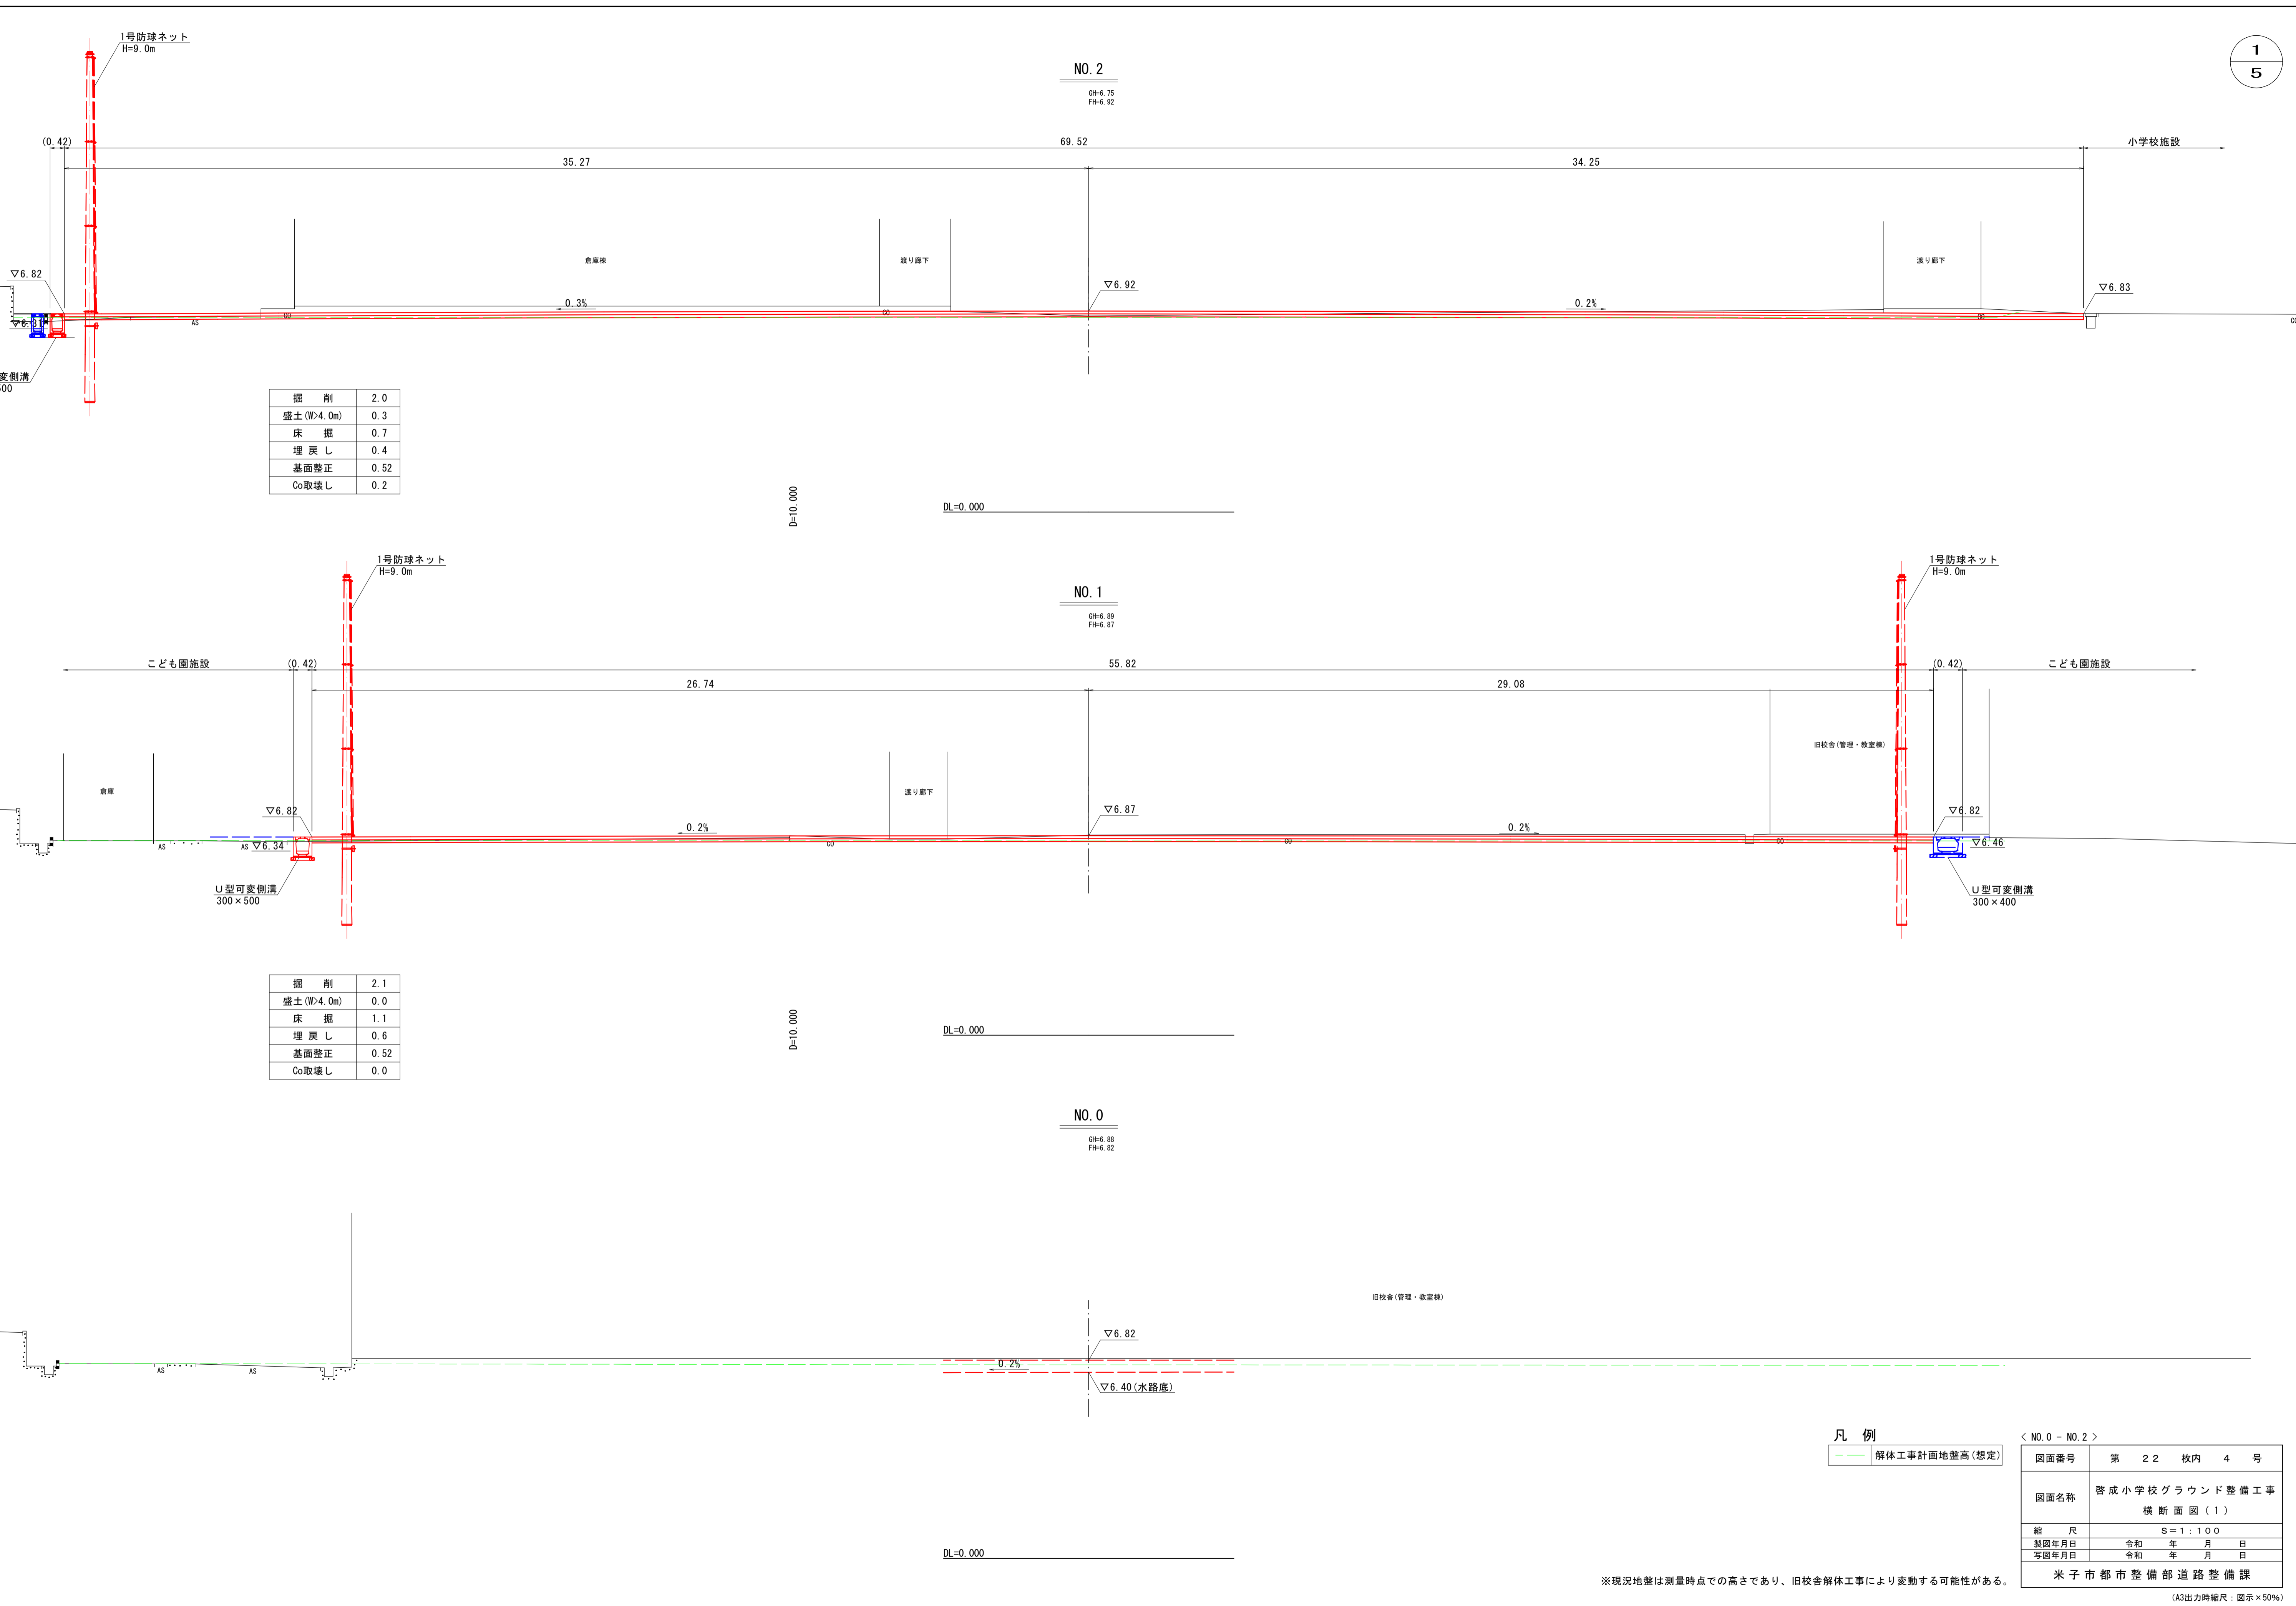 1号防球ネット
H=9.0m
NO.2
GH=6.75
FH=6.92
1
5
(0.42)
69.52
小学校施設
35.27
34.25
倉庫棟
渡り廊下
渡り廊下
▽6.82
▽6.92
▽6.83
0.3%
0.2%
AS
CO
CO
CO
▽6.31
変側溝
掘　削 2.0
盛土(W>4.0m) 0.3
床　掘 0.7
埋戻し 0.4
基面整正 0.52
Co取壊し 0.2
D=10.000
DL=0.000
1号防球ネット
H=9.0m
NO.1
GH=6.89
FH=6.87
1号防球ネット
H=9.0m
こども園施設
(0.42)
55.82
(0.42)
こども園施設
26.74
29.08
旧校舎(管理・教室棟)
倉庫
渡り廊下
▽6.82
▽6.87
▽6.82
0.2%
0.2%
AS
AS
▽6.34
CO
CO
CO
▽6.46
U型可変側溝
300×500
U型可変側溝
300×400
掘　削 2.1
盛土(W>4.0m) 0.0
床　掘 1.1
埋戻し 0.6
基面整正 0.52
Co取壊し 0.0
D=10.000
DL=0.000
NO.0
GH=6.88
FH=6.82
旧校舎(管理・教室棟)
▽6.82
0.2%
AS
AS
▽6.40(水路底)
DL=0.000
凡　例
解体工事計画地盤高(想定)
< NO.0 - NO.2 >
図面番号 第　22　枚内　4　号
図面名称 啓成小学校グラウンド整備工事
横断面図(1)
縮　尺 S=1:100
製図年月日 令和　年　月　日
写図年月日 令和　年　月　日
米子市都市整備部道路整備課
※現況地盤は測量時点での高さであり、旧校舎解体工事により変動する可能性がある。
(A3出力時縮尺：図示×50%)